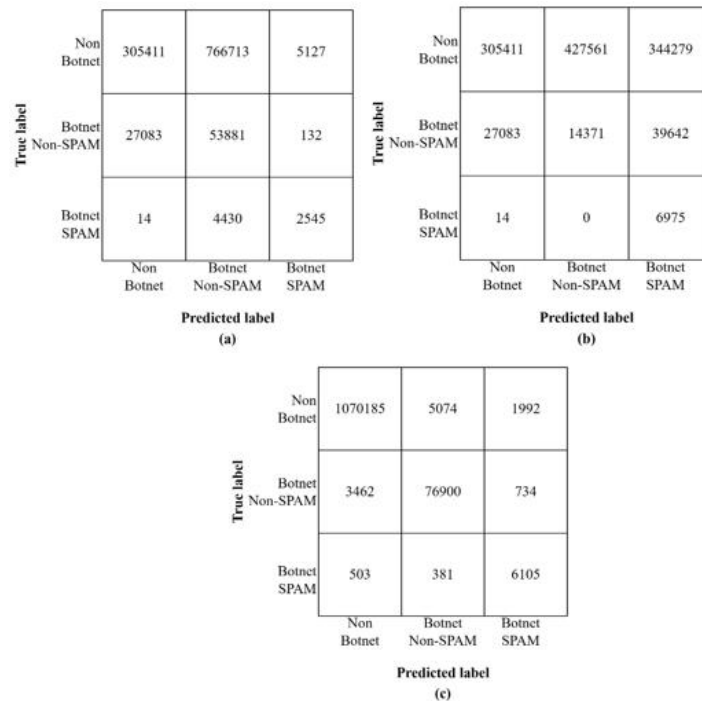 Non
Botnet
305411 766713 5127
True label
Botnet
Non-SPAM
27083 53881 132
Botnet
SPAM
14 4430 2545
Non
Botnet
Botnet
Non-SPAM
Botnet
SPAM
Predicted label
(a)
Non
Botnet
305411 427561 344279
True label
Botnet
Non-SPAM
27083 14371 39642
Botnet
SPAM
14 0 6975
Non
Botnet
Botnet
Non-SPAM
Botnet
SPAM
Predicted label
(b)
Non
Botnet
1070185 5074 1992
True label
Botnet
Non-SPAM
3462 76900 734
Botnet
SPAM
503 381 6105
Non
Botnet
Botnet
Non-SPAM
Botnet
SPAM
Predicted label
(c)